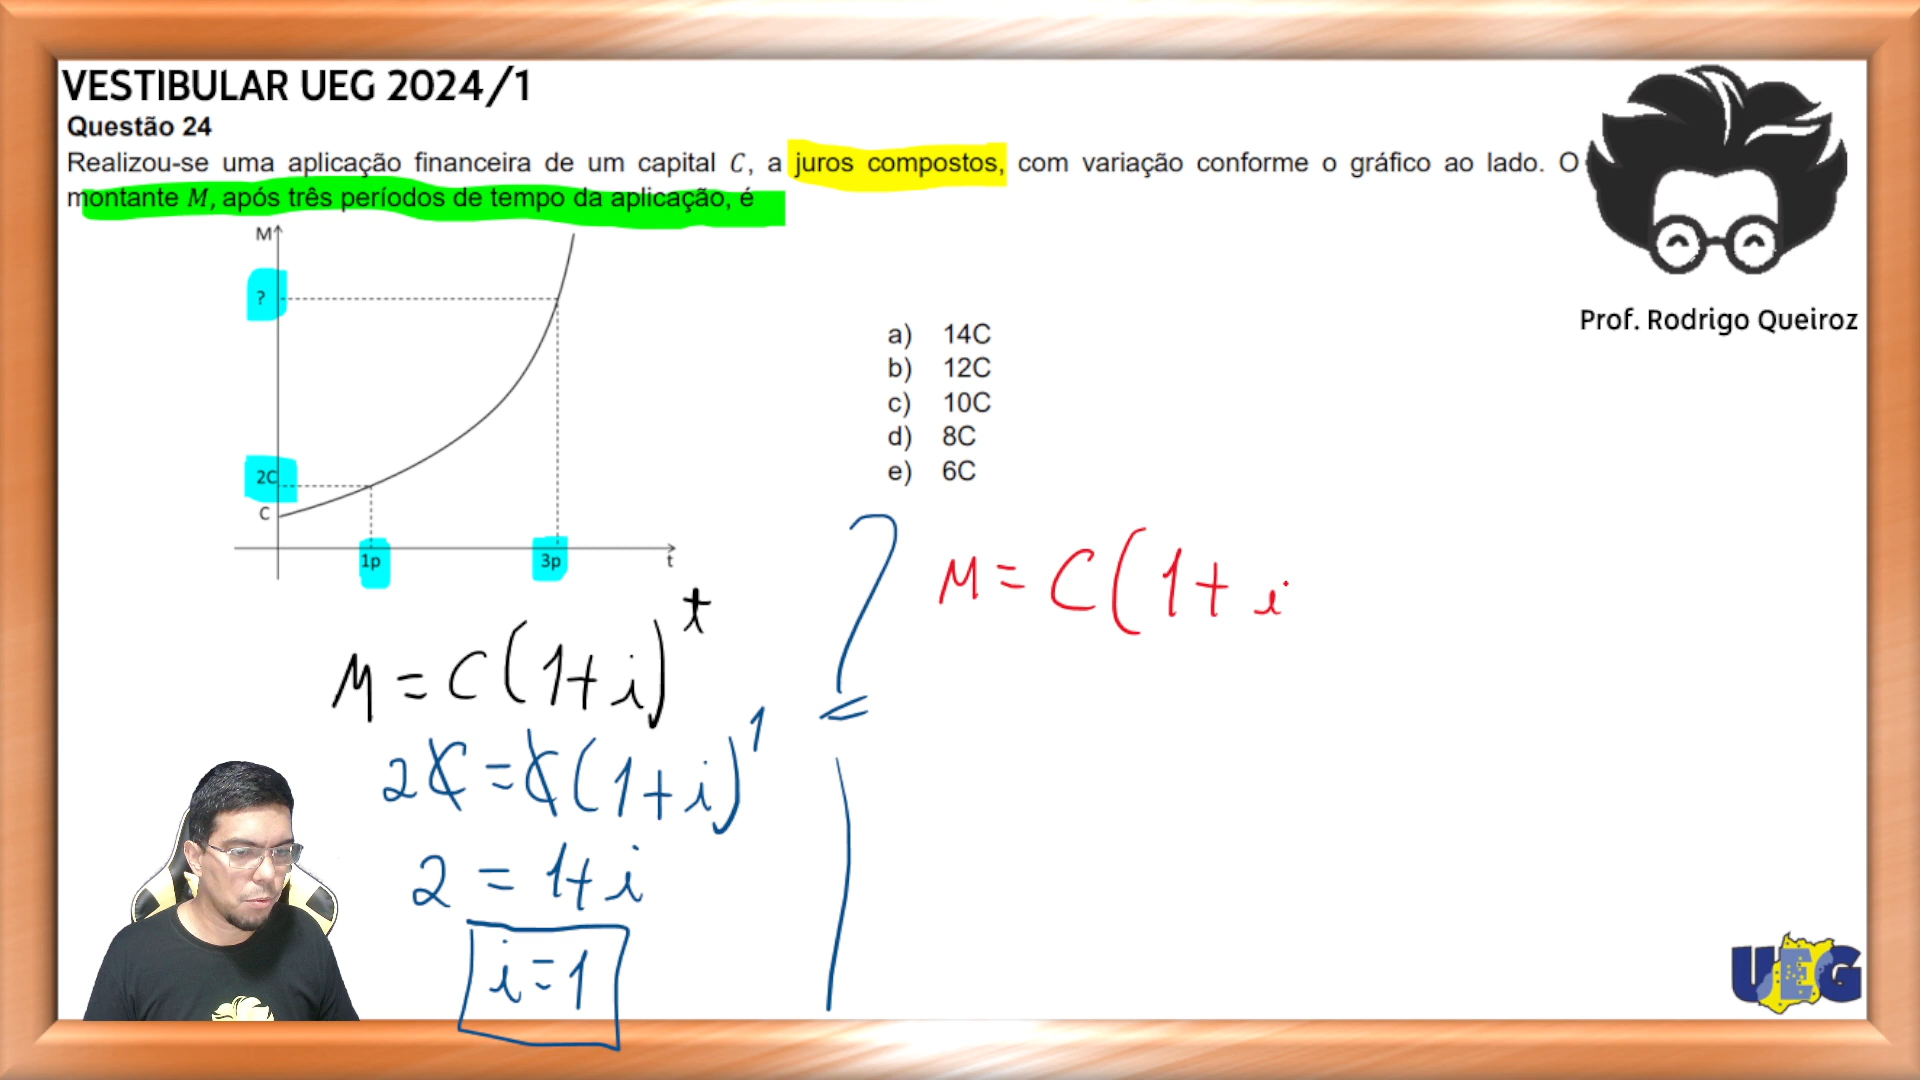 VESTIBULAR UEG 2024/1
Questão 24
Realizou-se uma aplicação financeira de um capital C, a juros compostos, com variação conforme o gráfico ao lado. O
montante M, após três períodos de tempo da aplicação, é
M
?
2C
C
1p
3p
t
a) 14C
b) 12C
c) 10C
d) 8C
e) 6C
Prof. Rodrigo Queiroz
M = C(1+i)^t
2C = C(1+i)^1
2 = 1+i
i=1
M = C(1+i
UEG